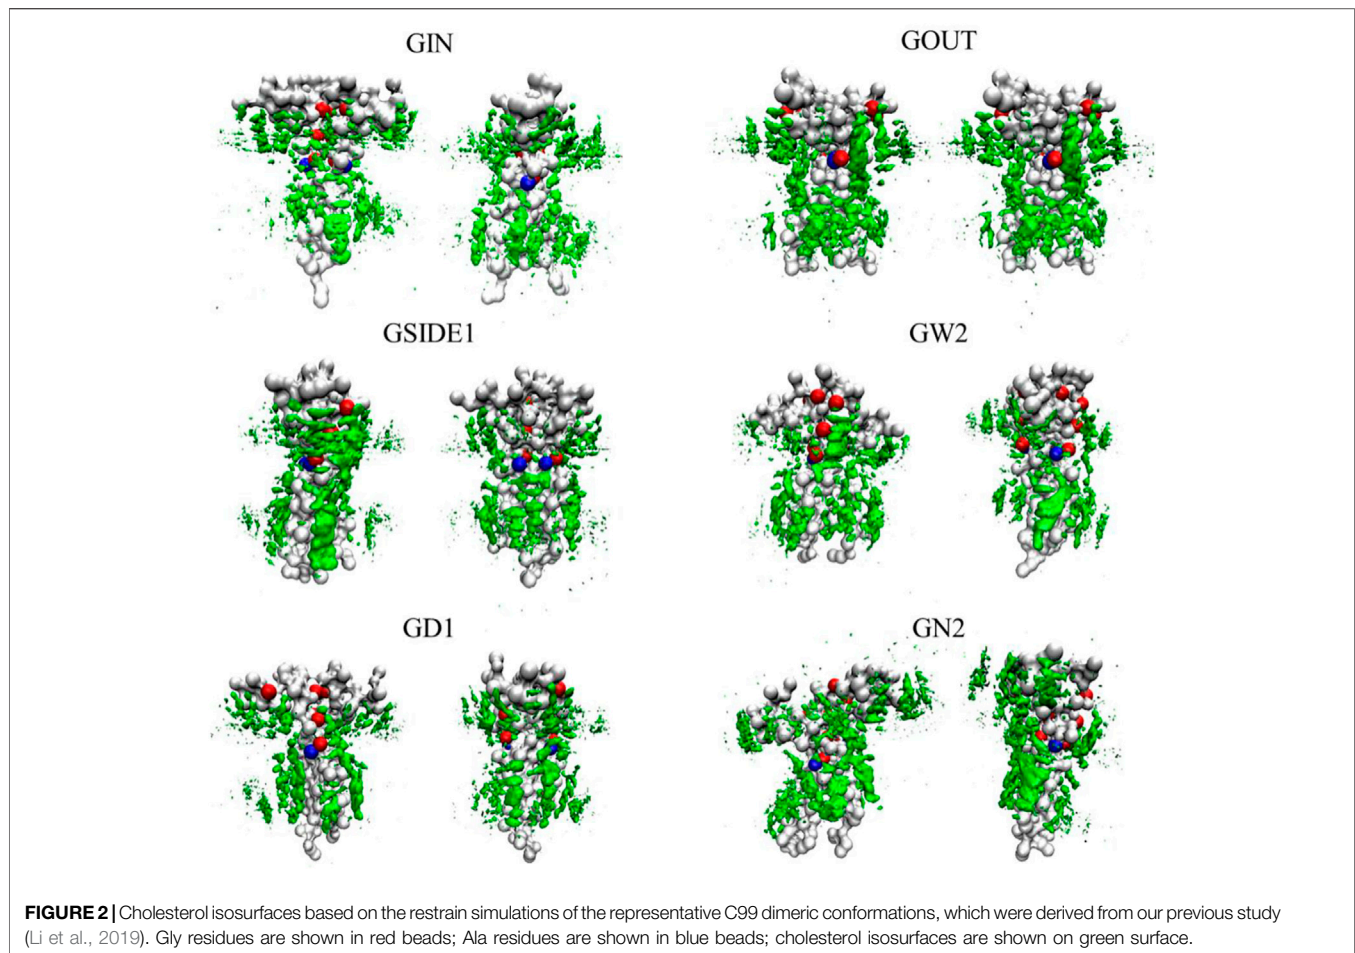 GIN
GOUT
GSIDE1
GW2
GD1
GN2
FIGURE 2 | Cholesterol isosurfaces based on the restrain simulations of the representative C99 dimeric conformations, which were derived from our previous study
(Li et al., 2019). Gly residues are shown in red beads; Ala residues are shown in blue beads; cholesterol isosurfaces are shown on green surface.